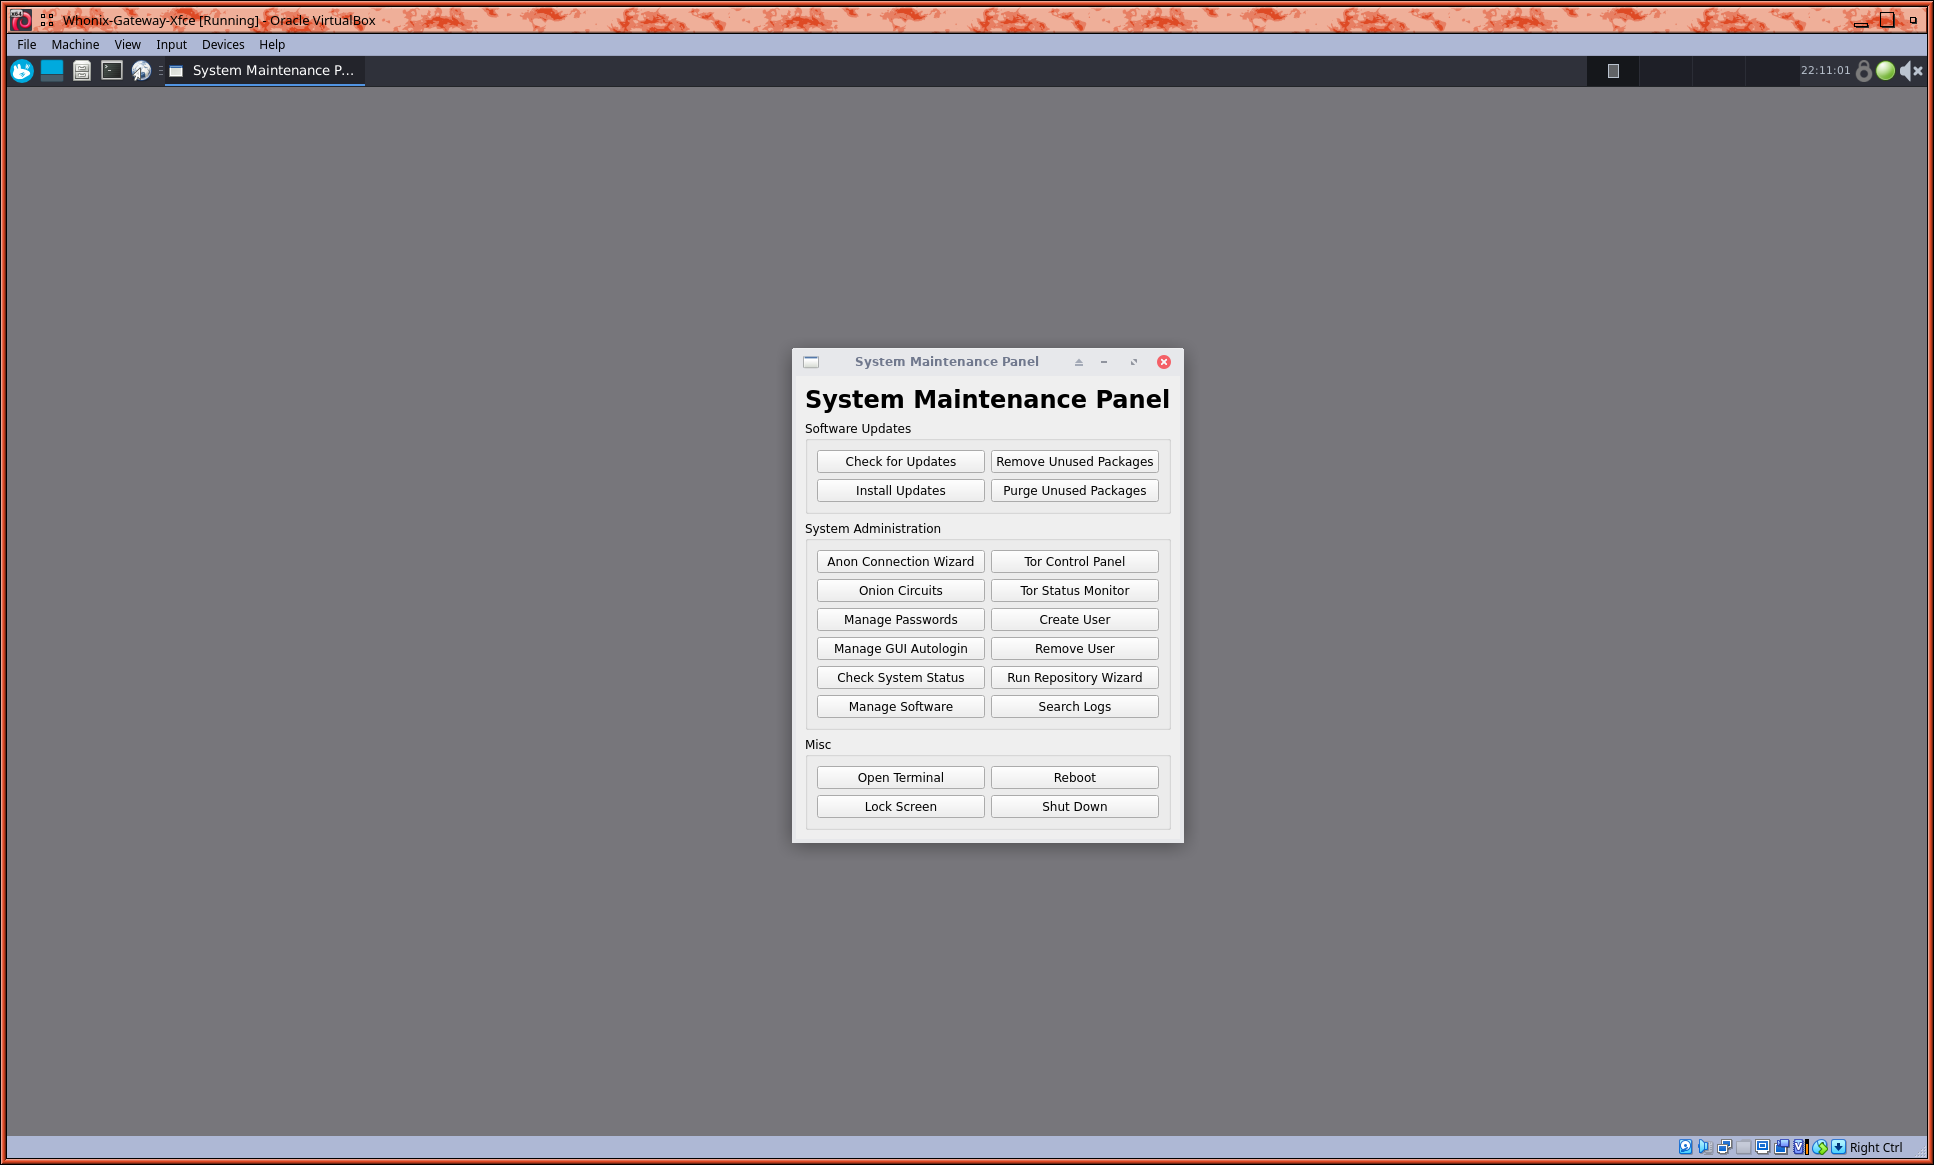 Whonix-Gateway-Xfce [Running] - Oracle VirtualBox
File Machine View Input Devices Help
System Maintenance P...
22:11:01
System Maintenance Panel
System Maintenance Panel
Software Updates
Check for Updates Remove Unused Packages
Install Updates Purge Unused Packages
System Administration
Anon Connection Wizard Tor Control Panel
Onion Circuits Tor Status Monitor
Manage Passwords Create User
Manage GUI Autologin Remove User
Check System Status Run Repository Wizard
Manage Software Search Logs
Misc
Open Terminal Reboot
Lock Screen Shut Down
Right Ctrl